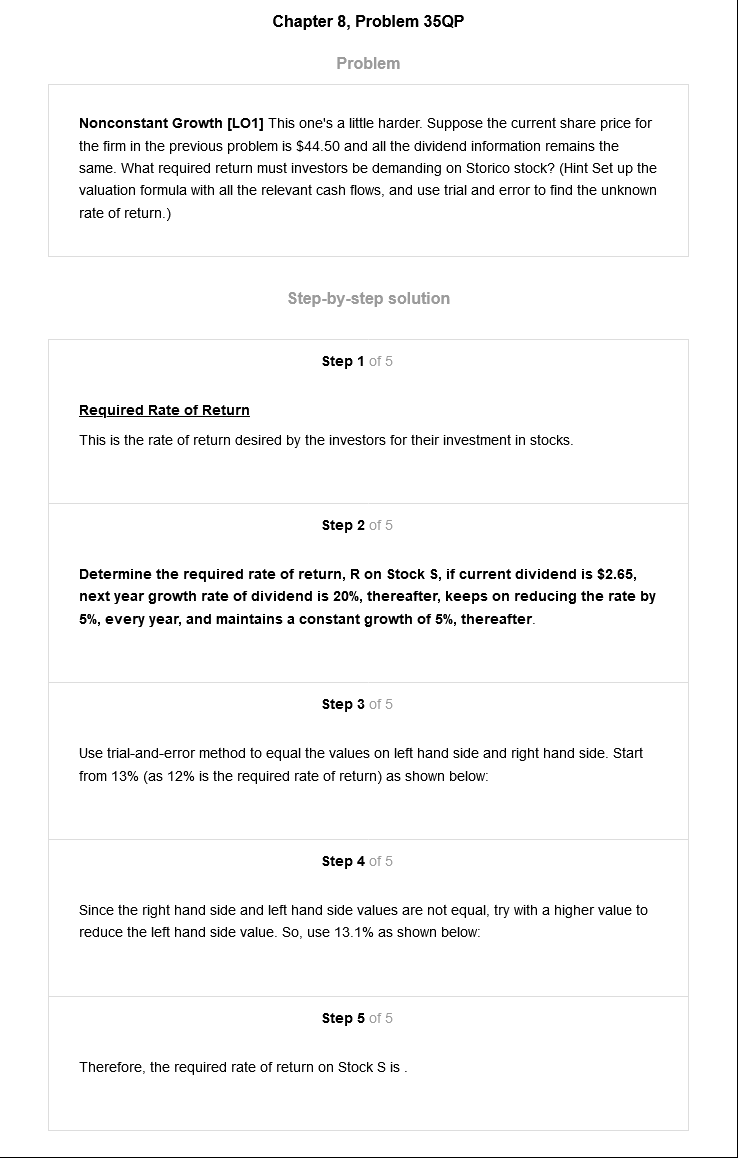 Chapter 8, Problem 35QP
Problem
Nonconstant Growth [LO1] This one's a little harder. Suppose the current share price for
the firm in the previous problem is $44.50 and all the dividend information remains the
same. What required return must investors be demanding on Storico stock? (Hint Set up the
valuation formula with all the relevant cash flows, and use trial and error to find the unknown
rate of return.)
Step-by-step solution
Step 1 of 5
Required Rate of Return
This is the rate of return desired by the investors for their investment in stocks.
Step 2 of 5
Determine the required rate of return, R on Stock S, if current dividend is $2.65,
next year growth rate of dividend is 20%, thereafter, keeps on reducing the rate by
5%, every year, and maintains a constant growth of 5%, thereafter.
Step 3 of 5
Use trial-and-error method to equal the values on left hand side and right hand side. Start
from 13% (as 12% is the required rate of return) as shown below:
Step 4 of 5
Since the right hand side and left hand side values are not equal, try with a higher value to
reduce the left hand side value. So, use 13.1% as shown below:
Step 5 of 5
Therefore, the required rate of return on Stock S is .